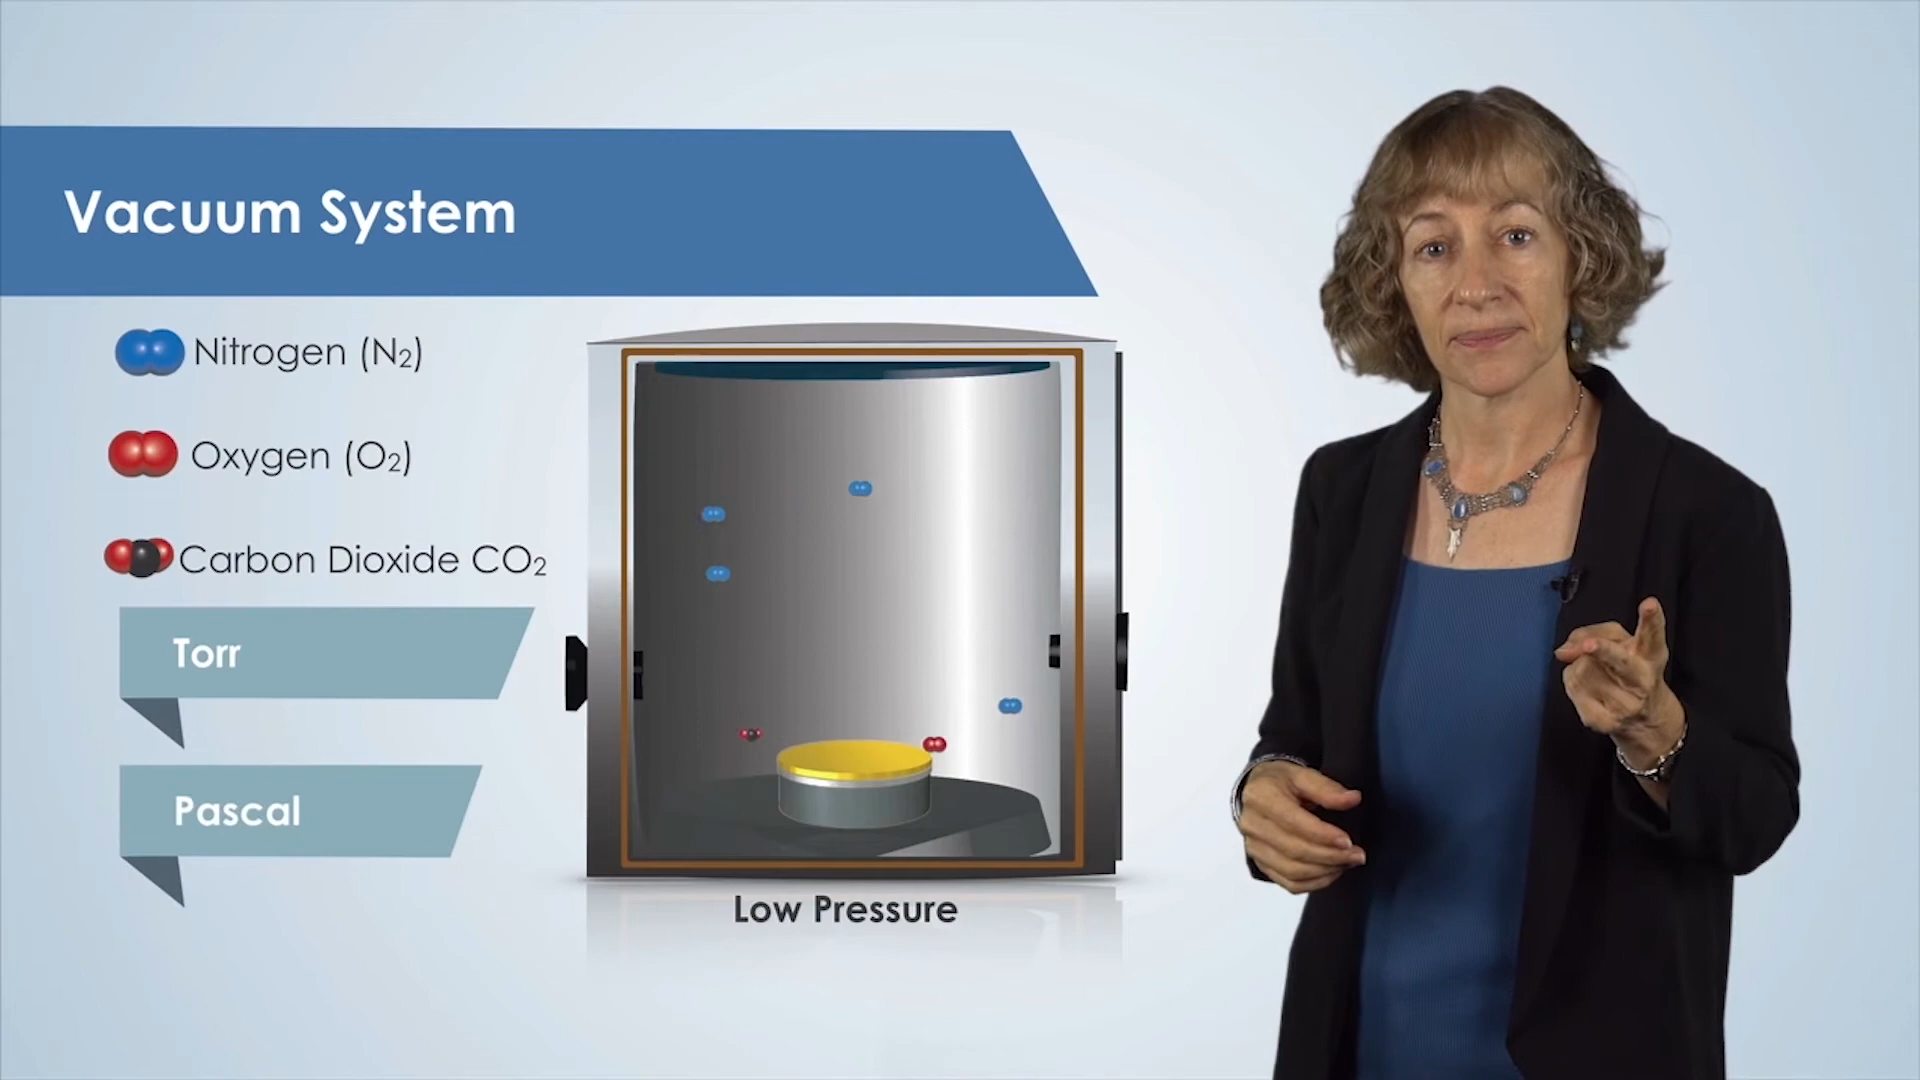 Vacuum System
Nitrogen (N₂)
Oxygen (O₂)
Carbon Dioxide CO₂
Torr
Pascal
Low Pressure